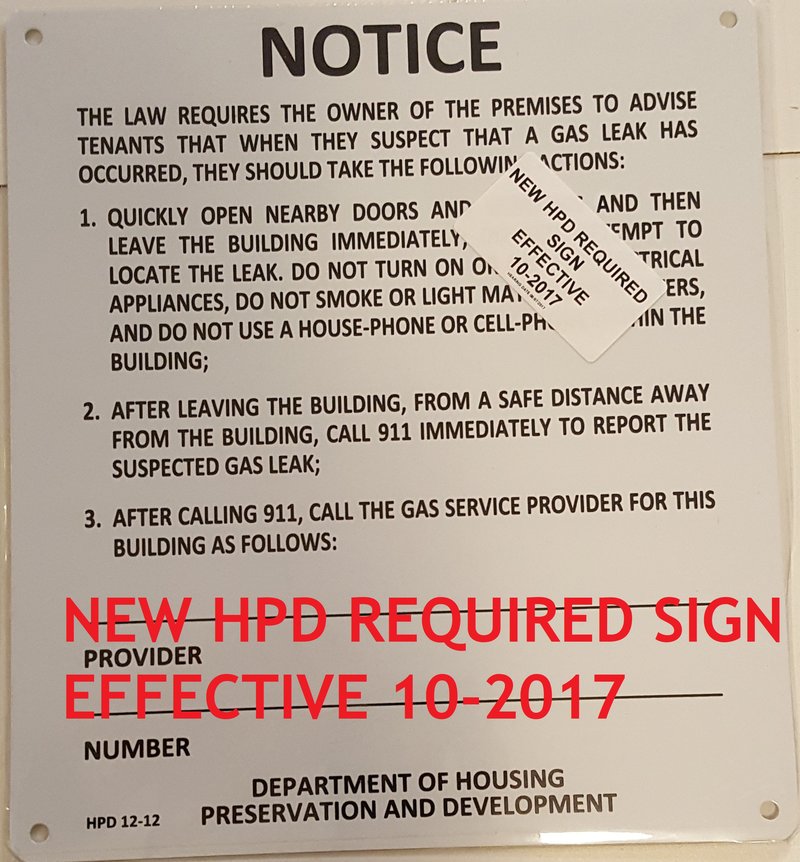 NOTICE
THE LAW REQUIRES THE OWNER OF THE PREMISES TO ADVISE
TENANTS THAT WHEN THEY SUSPECT THAT A GAS LEAK HAS
OCCURRED, THEY SHOULD TAKE THE FOLLOWIN ACTIONS:
1. QUICKLY OPEN NEARBY DOORS AND AND THEN
LEAVE THE BUILDING IMMEDIATELY, EMPT TO
LOCATE THE LEAK. DO NOT TURN ON O TRICAL
APPLIANCES, DO NOT SMOKE OR LIGHT MA ERS,
AND DO NOT USE A HOUSE-PHONE OR CELL-PH IN THE
BUILDING;
NEW HPD REQUIRED
SIGN
EFFECTIVE
10-2017
2. AFTER LEAVING THE BUILDING, FROM A SAFE DISTANCE AWAY
FROM THE BUILDING, CALL 911 IMMEDIATELY TO REPORT THE
SUSPECTED GAS LEAK;
3. AFTER CALLING 911, CALL THE GAS SERVICE PROVIDER FOR THIS
BUILDING AS FOLLOWS:
NEW HPD REQUIRED SIGN
PROVIDER
EFFECTIVE 10-2017
NUMBER
DEPARTMENT OF HOUSING
PRESERVATION AND DEVELOPMENT
HPD 12-12